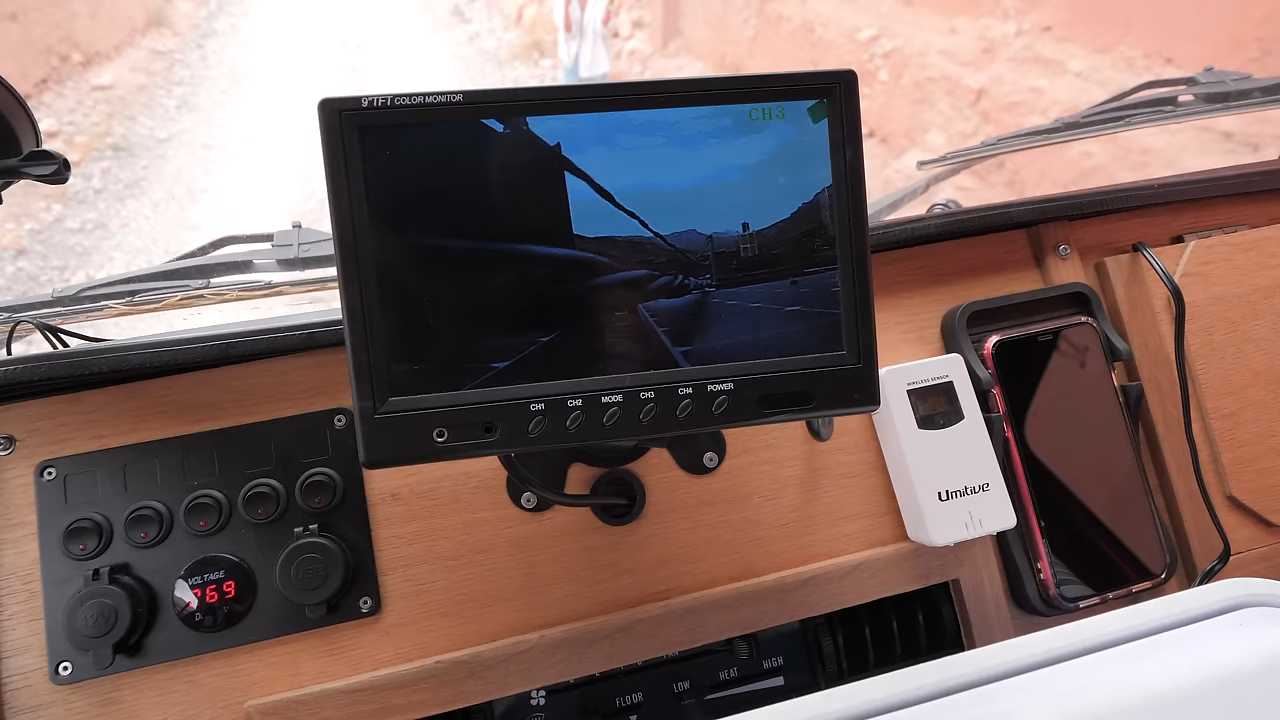 9"TFT COLOR MONITOR
CH3
CH1 CH2 MODE CH3 CH4 POWER
WIRELESS SENSOR
Umitive
VOLTAGE
12V
USB
FLOOR LOW HEAT HIGH